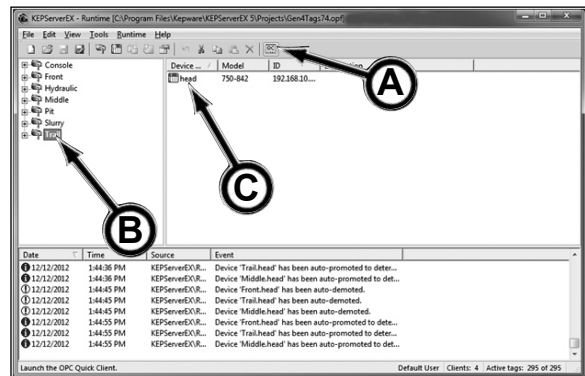 KEPServerEX - Runtime [C:\Program Files\Kepware\KEPServerEX 5\Projects\Gen4Tags74.opf]
File Edit View Tools Runtime Help
A
Console
Front
Hydraulic
Middle
Pit
Slurry
Trail
B
Device ... / Model ID
head 750-842 192.168.10....
C
Date Time Source Event
12/12/2012 1:44:36 PM KEPServerEX\R... Device 'Trail.head' has been auto-promoted to deter...
12/12/2012 1:44:36 PM KEPServerEX\R... Device 'Middle.head' has been auto-promoted to det...
12/12/2012 1:44:45 PM KEPServerEX\R... Device 'Front.head' has been auto-demoted.
12/12/2012 1:44:45 PM KEPServerEX\R... Device 'Trail.head' has been auto-demoted.
12/12/2012 1:44:45 PM KEPServerEX\R... Device 'Middle.head' has been auto-demoted.
12/12/2012 1:44:55 PM KEPServerEX\R... Device 'Front.head' has been auto-promoted to dete...
12/12/2012 1:44:55 PM KEPServerEX\R... Device 'Trail.head' has been auto-promoted to deter...
12/12/2012 1:44:55 PM KEPServerEX\R... Device 'Middle.head' has been auto-promoted to det...
Launch the OPC Quick Client. Default User Clients: 4 Active tags: 295 of 295